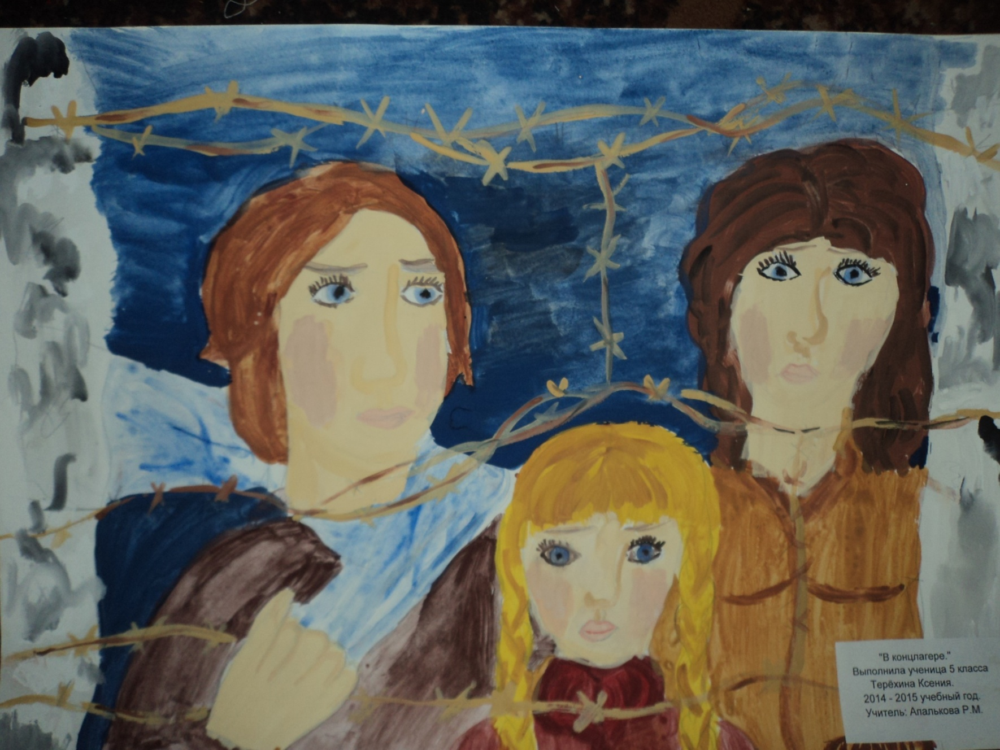 "В концлагере."
Выполнила ученица 5 класса
Терёхина Ксения.
2014 - 2015 учебный год.
Учитель: Апалькова Р.М.